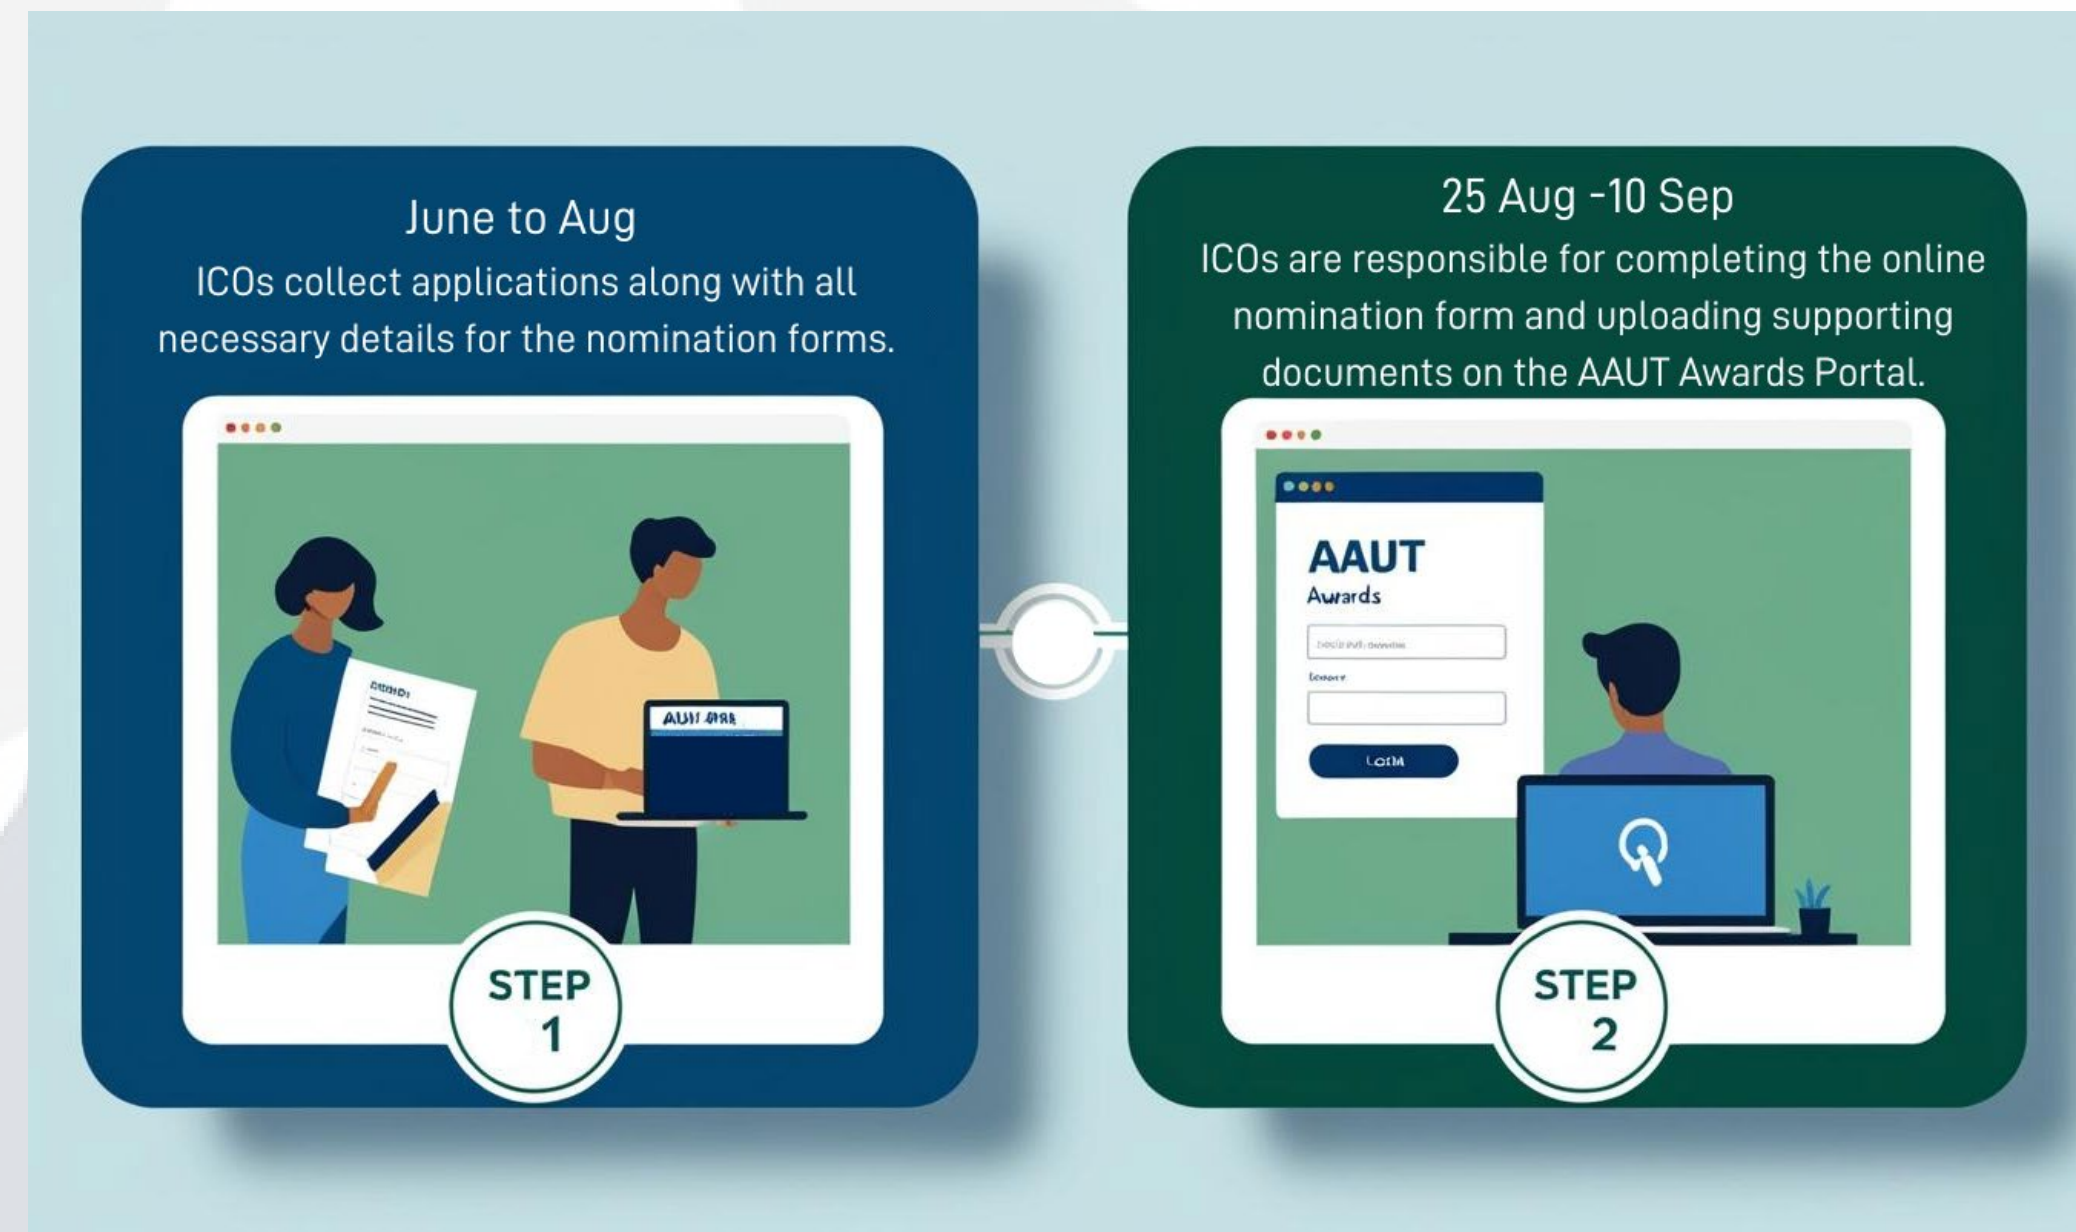 June to Aug
ICOs collect applications along with all
necessary details for the nomination forms.
STEP
1
25 Aug -10 Sep
ICOs are responsible for completing the online
nomination form and uploading supporting
documents on the AAUT Awards Portal.
AAUT
Awards
STEP
2